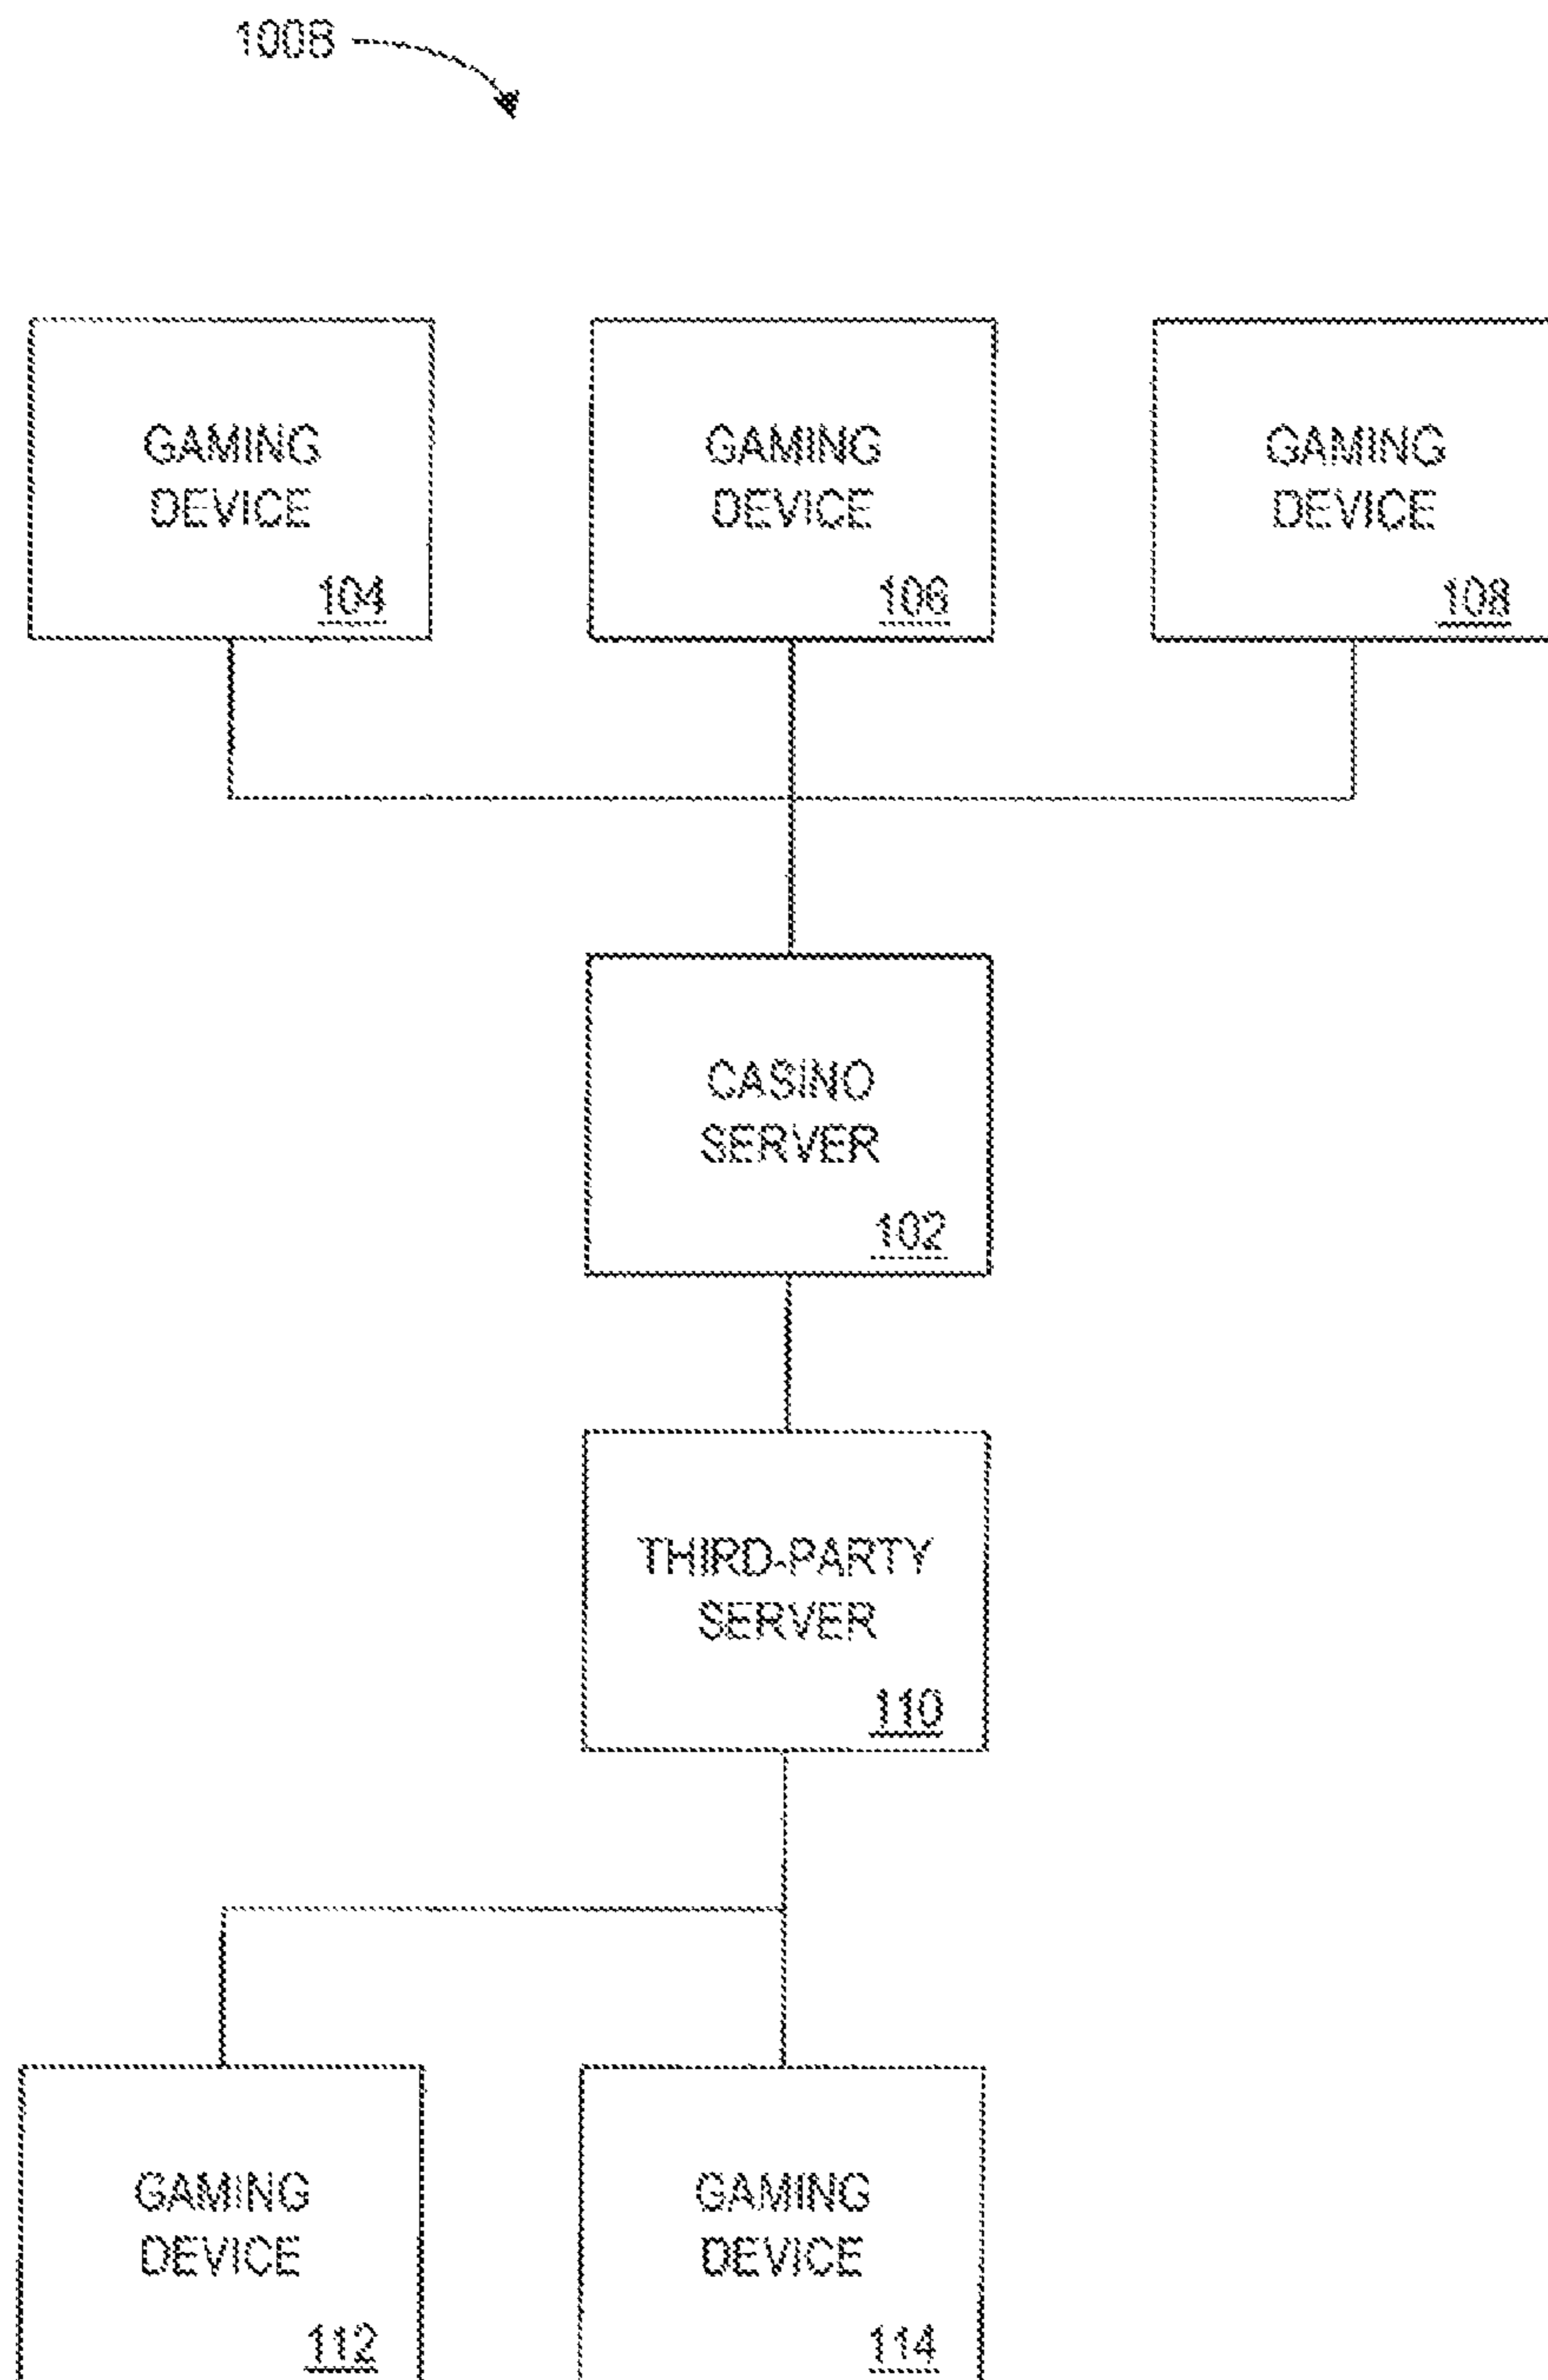 100B
GAMING
DEVICE
104
GAMING
DEVICE
106
GAMING
DEVICE
108
CASINO
SERVER
102
THIRD-PARTY
SERVER
110
GAMING
DEVICE
112
GAMING
DEVICE
114